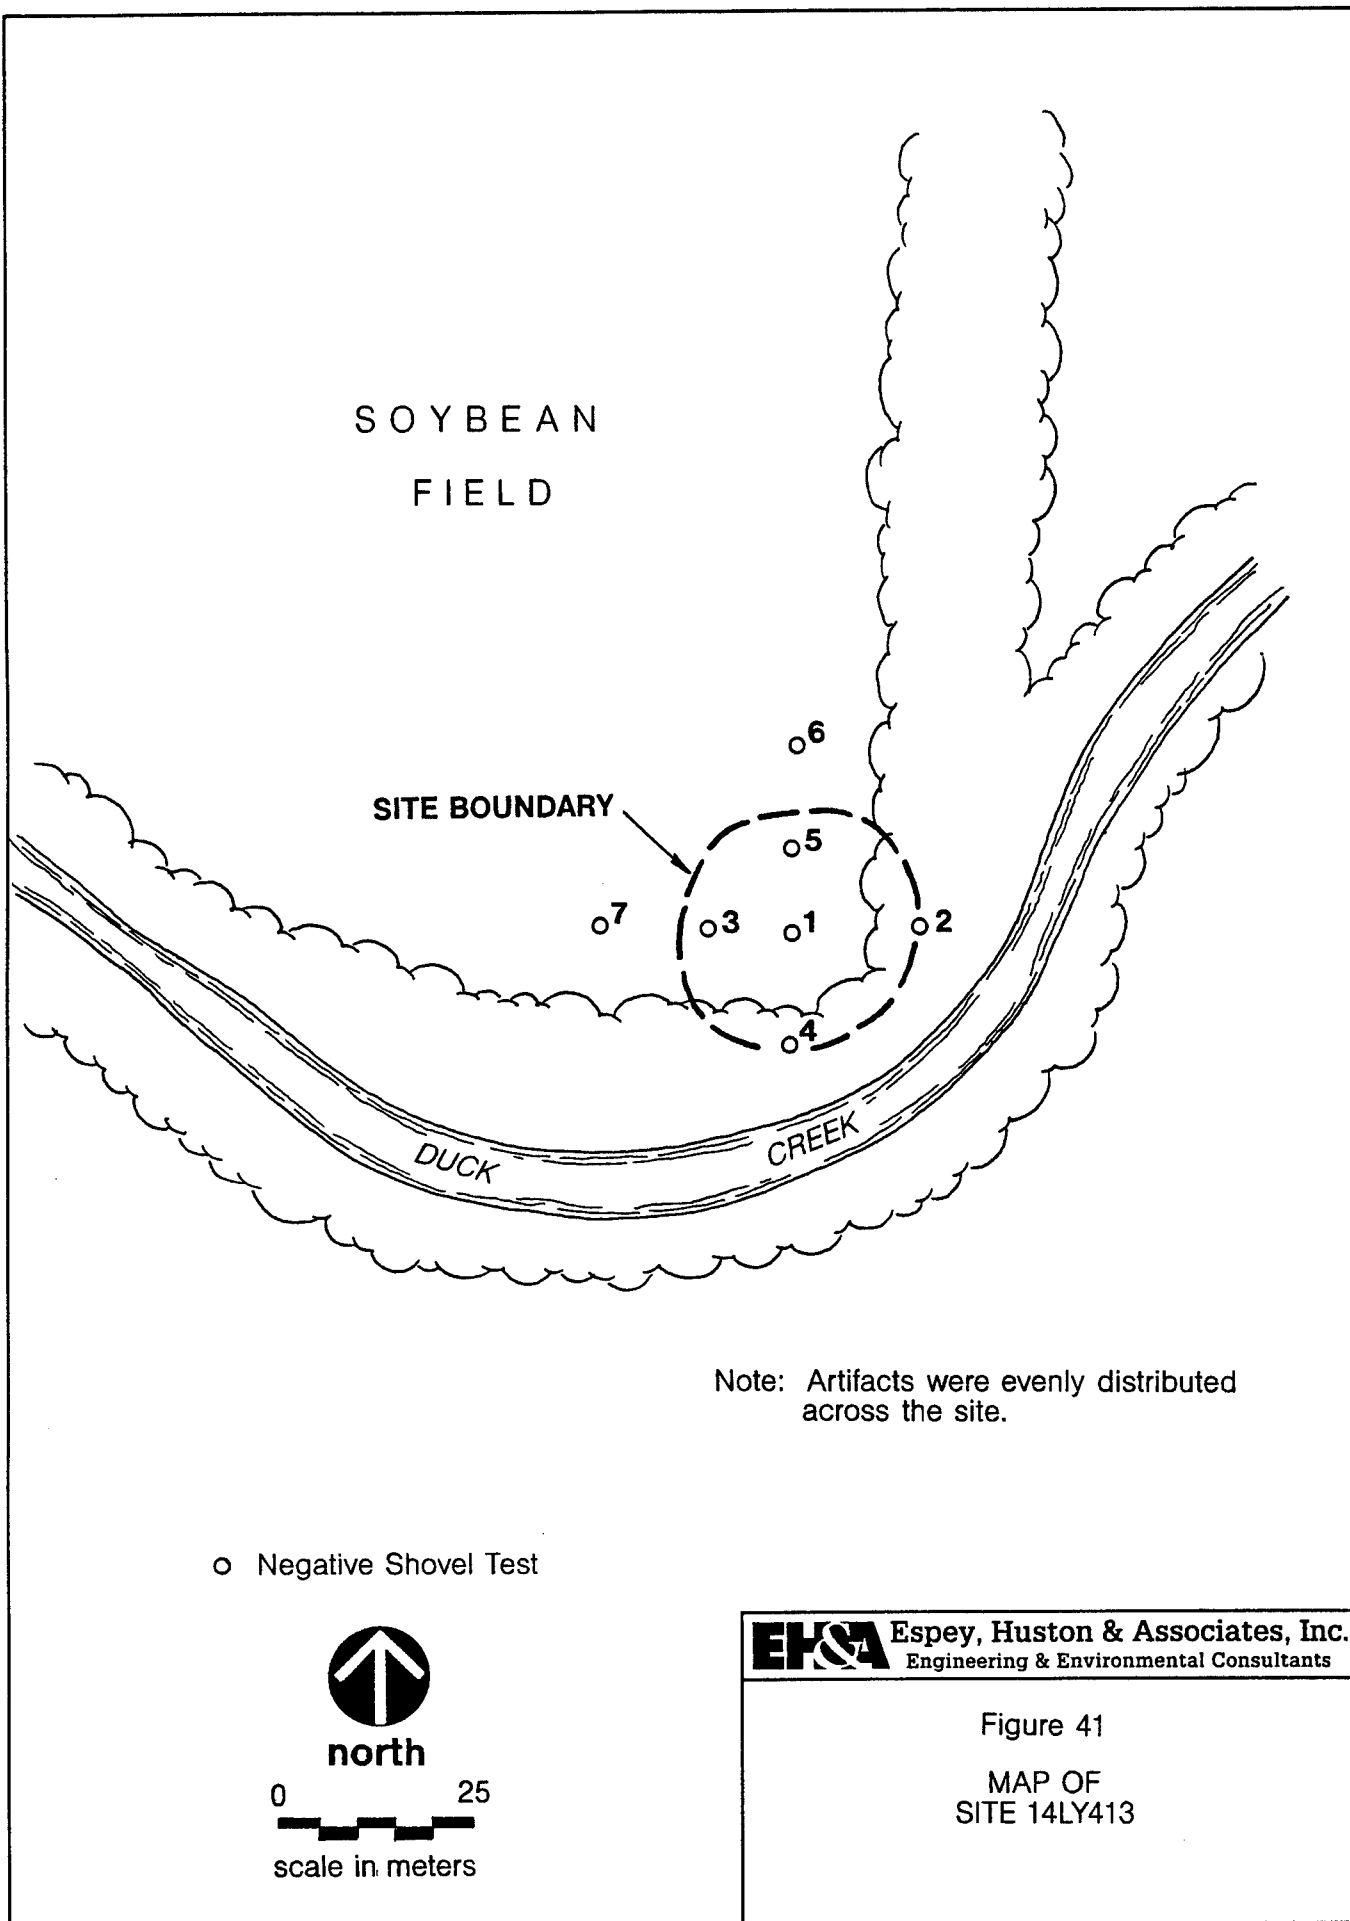 SOYBEAN
FIELD
6
SITE BOUNDARY
5
7
3
1
2
4
DUCK CREEK
Note: Artifacts were evenly distributed
across the site.
o Negative Shovel Test
north
0 25
scale in meters
EH&A Espey, Huston & Associates, Inc.
Engineering & Environmental Consultants
Figure 41
MAP OF
SITE 14LY413